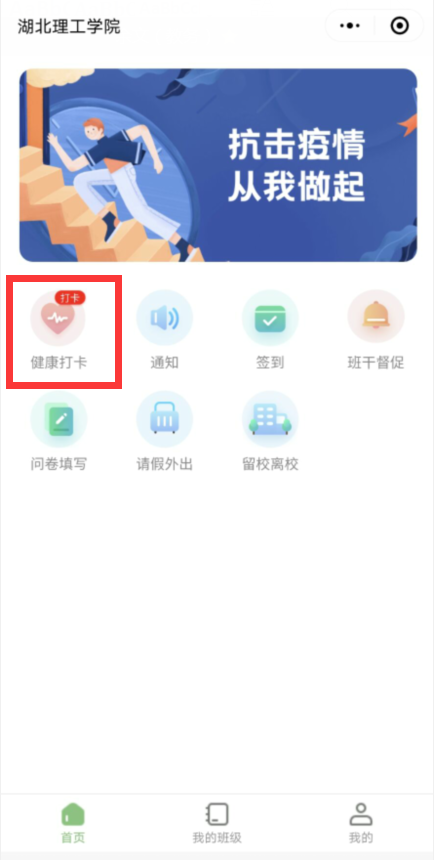 湖北理工学院
抗击疫情
从我做起
打卡
健康打卡
通知
签到
班干督促
问卷填写
请假外出
留校离校
首页
我的班级
我的